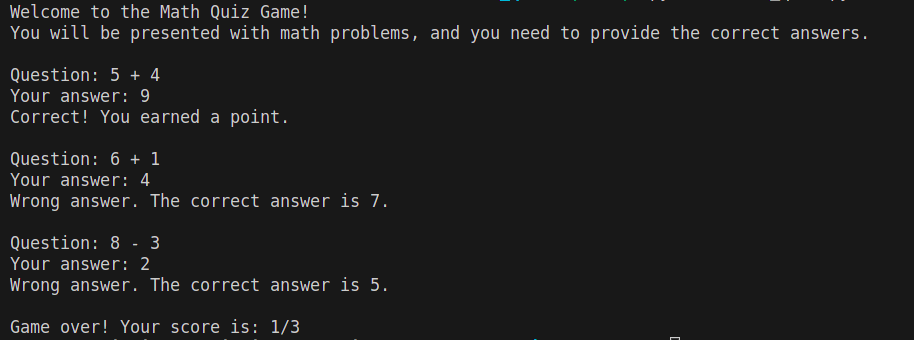 Welcome to the Math Quiz Game!
You will be presented with math problems, and you need to provide the correct answers.
Question: 5 + 4
Your answer: 9
Correct! You earned a point.
Question: 6 + 1
Your answer: 4
Wrong answer. The correct answer is 7.
Question: 8 - 3
Your answer: 2
Wrong answer. The correct answer is 5.
Game over! Your score is: 1/3